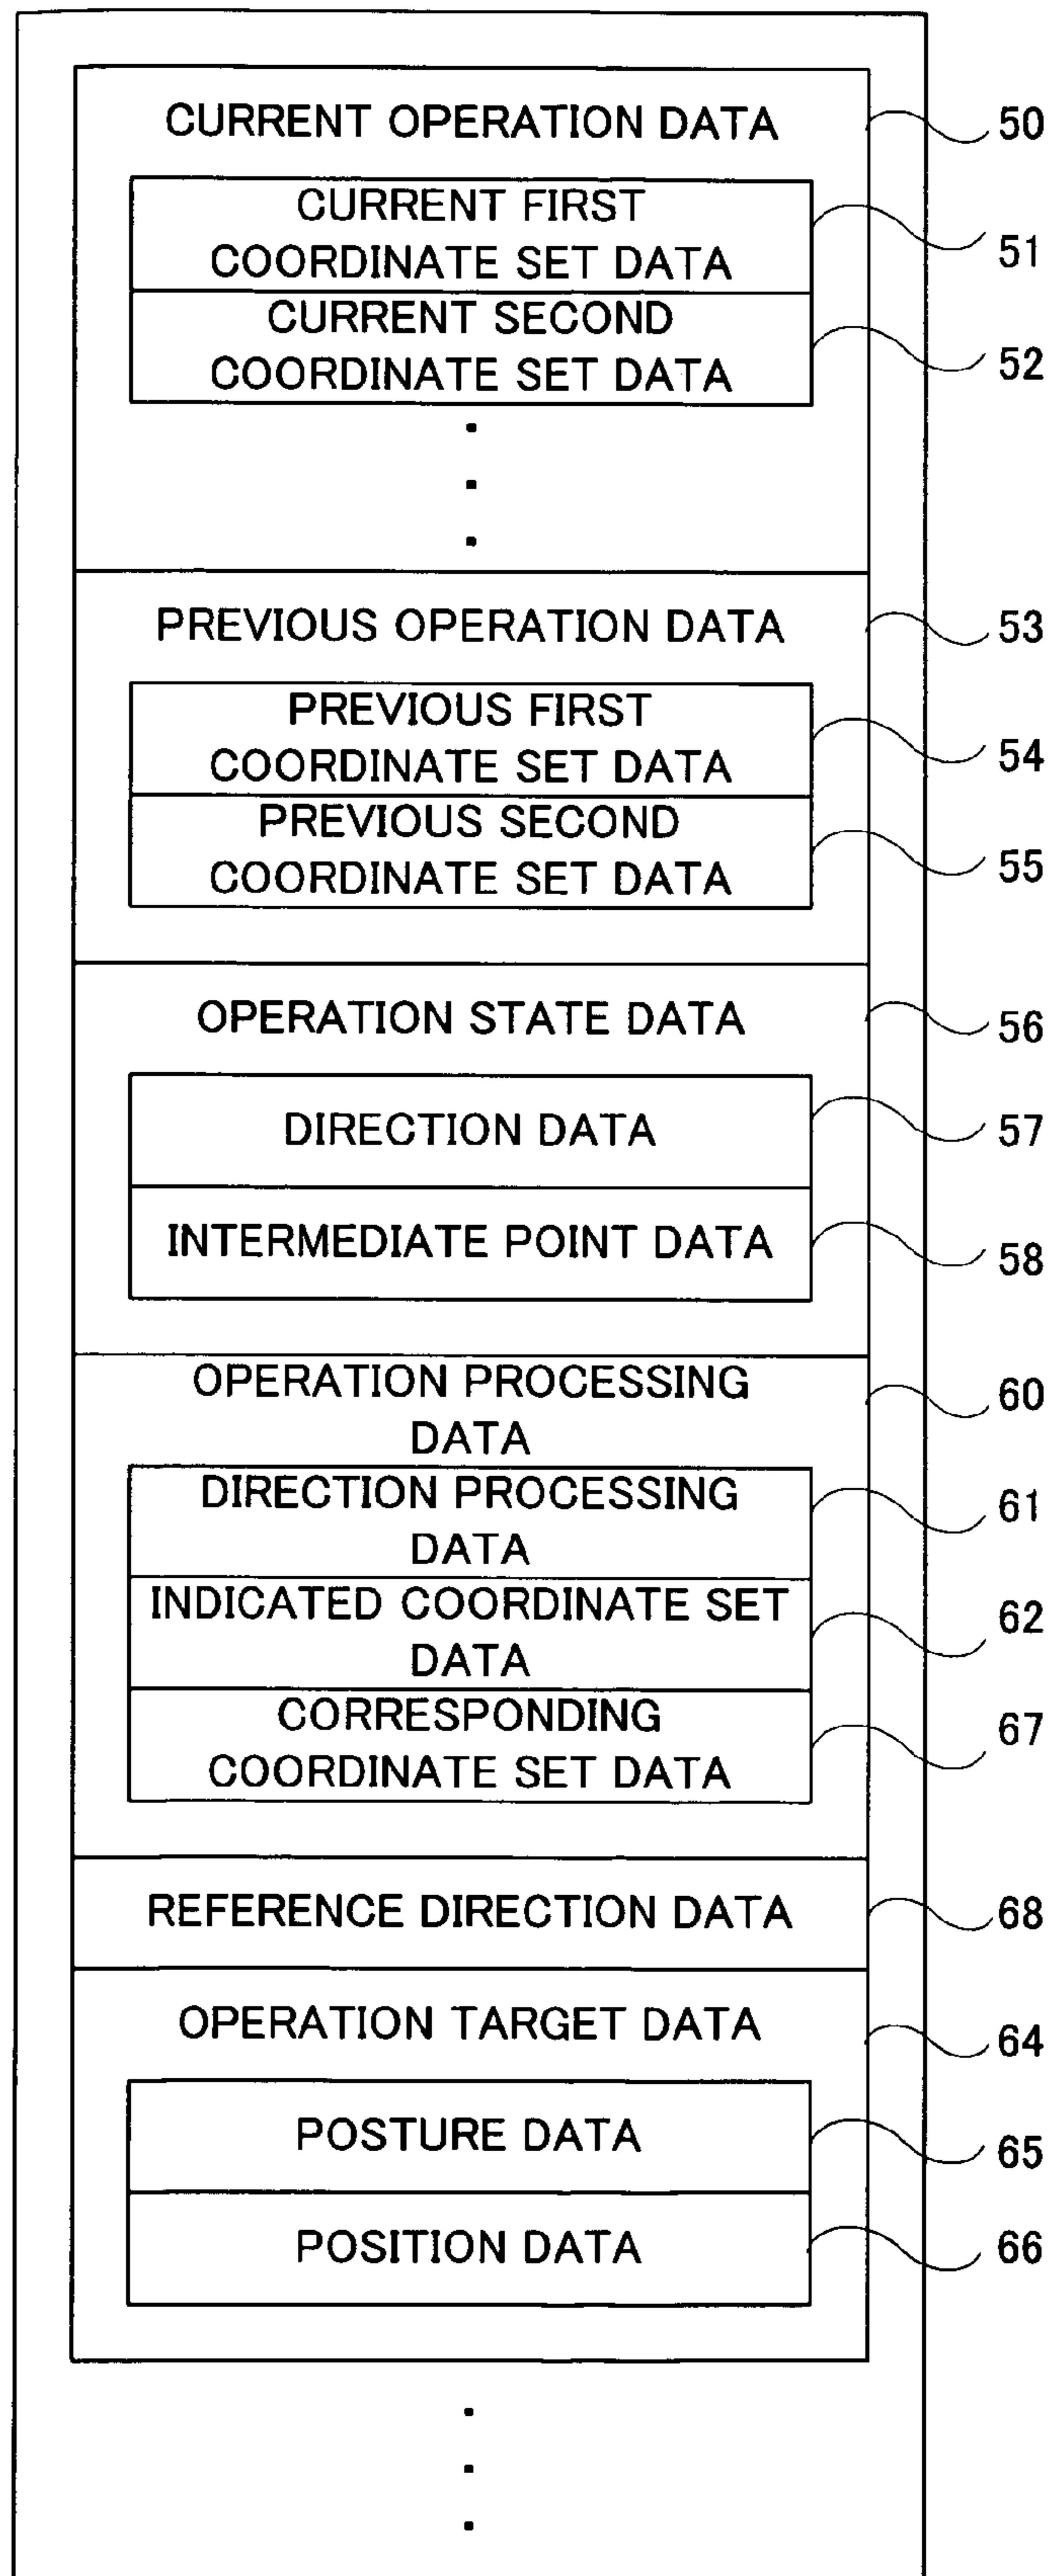 CURRENT OPERATION DATA 50
CURRENT FIRST
COORDINATE SET DATA 51
CURRENT SECOND
COORDINATE SET DATA 52
PREVIOUS OPERATION DATA 53
PREVIOUS FIRST
COORDINATE SET DATA 54
PREVIOUS SECOND
COORDINATE SET DATA 55
OPERATION STATE DATA 56
DIRECTION DATA 57
INTERMEDIATE POINT DATA 58
OPERATION PROCESSING 60
DATA
DIRECTION PROCESSING 61
DATA
INDICATED COORDINATE SET 62
DATA
CORRESPONDING 67
COORDINATE SET DATA
REFERENCE DIRECTION DATA 68
OPERATION TARGET DATA 64
POSTURE DATA 65
POSITION DATA 66